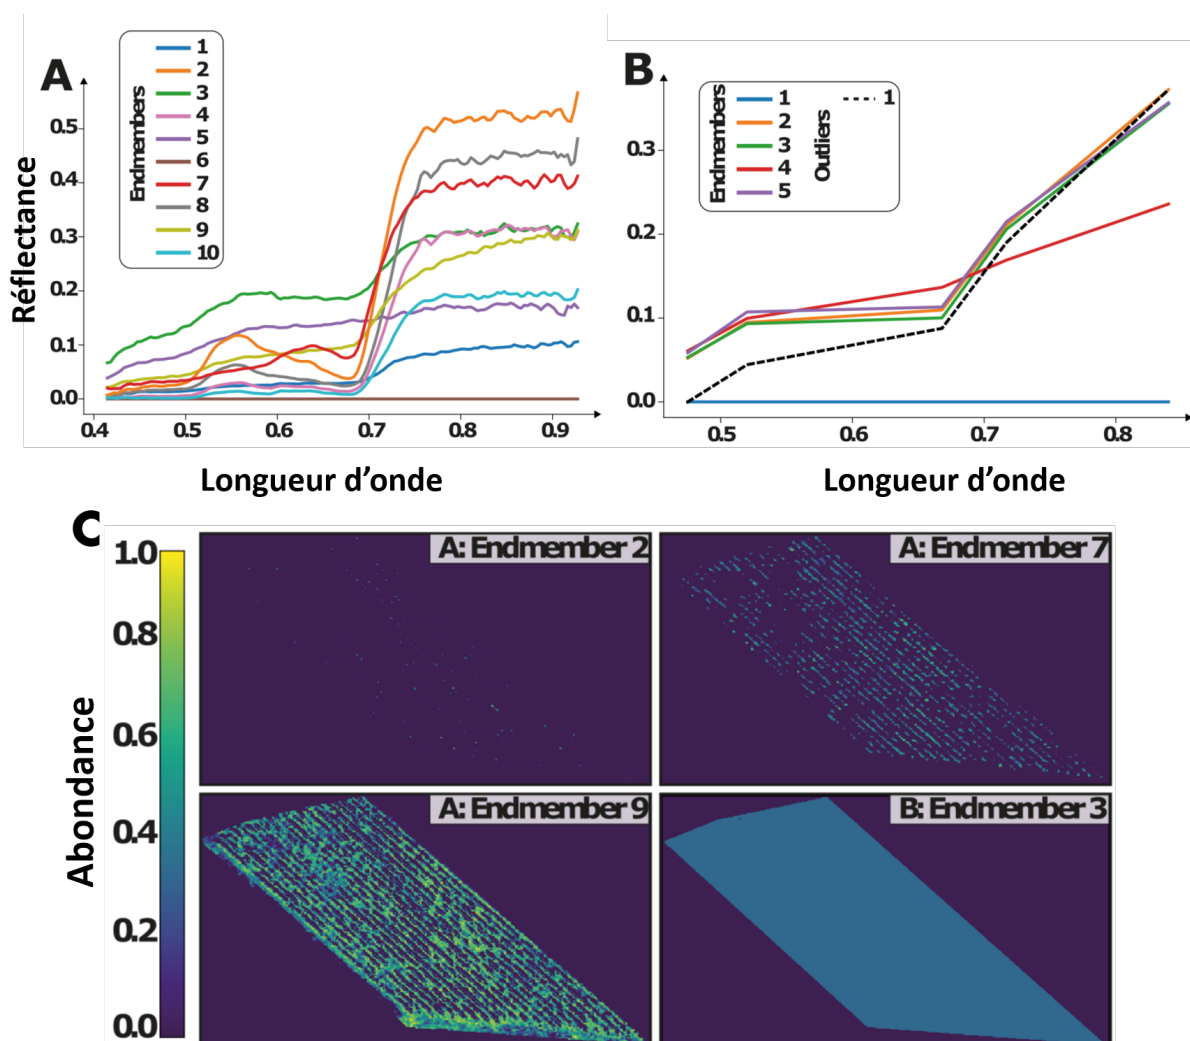 A
Endmembers
1
2
3
4
5
6
7
8
9
10
Réflectance
0.5
0.4
0.3
0.2
0.1
0.0
0.4 0.5 0.6 0.7 0.8 0.9
Longueur d’onde
B
Endmembers
1
2
3
4
5
Outliers
1
0.3
0.2
0.1
0.0
0.5 0.6 0.7 0.8
Longueur d’onde
C
Abondance
1.0
0.8
0.6
0.4
0.2
0.0
A: Endmember 2
A: Endmember 7
A: Endmember 9
B: Endmember 3